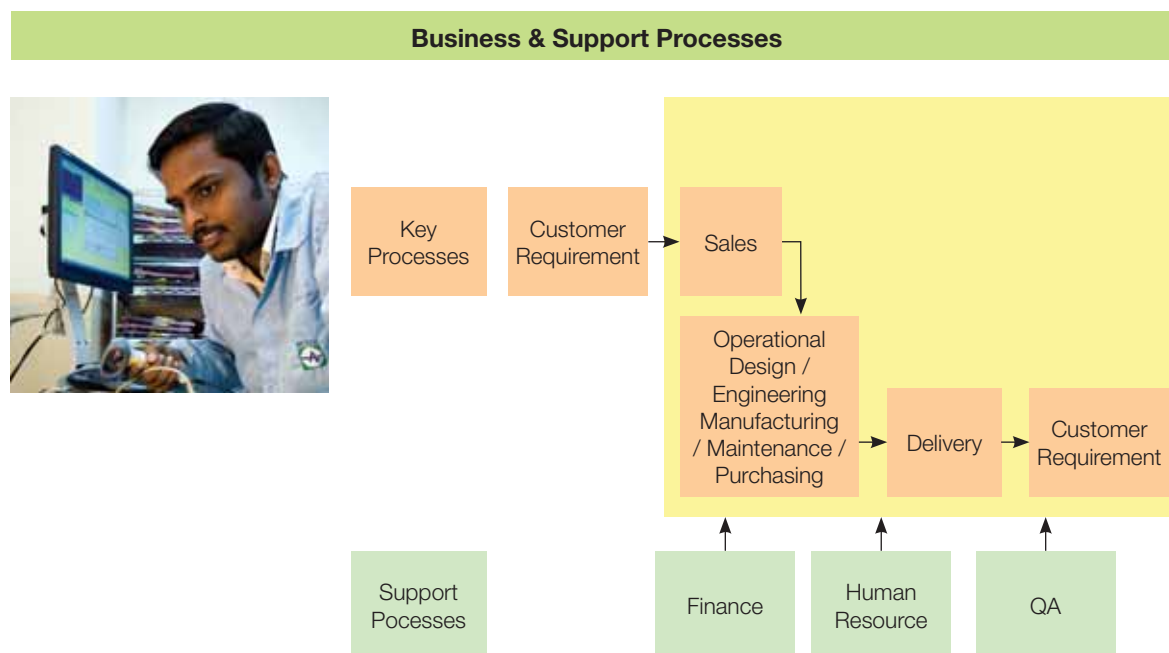 Business & Support Processes
Key
Processes
Customer
Requirement
Sales
Operational
Design /
Engineering
Manufacturing
/ Maintenance /
Purchasing
Delivery
Customer
Requirement
Support
Pocesses
Finance
Human
Resource
QA